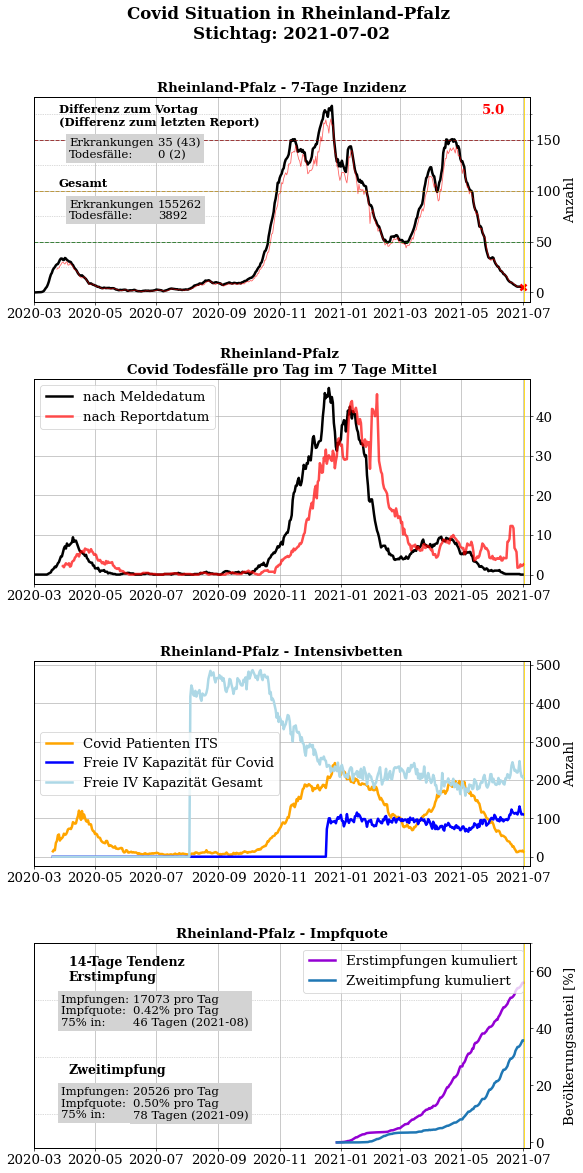 Covid Situation in Rheinland-Pfalz
Stichtag: 2021-07-02
Rheinland-Pfalz - 7-Tage Inzidenz
Differenz zum Vortag
(Differenz zum letzten Report)
5.0
Erkrankungen 35 (43)
Todesfälle: 0 (2)
Gesamt
Erkrankungen 155262
Todesfälle: 3892
150
100
50
0
Anzahl
2020-03 2020-05 2020-07 2020-09 2020-11 2021-01 2021-03 2021-05 2021-07
Rheinland-Pfalz
Covid Todesfälle pro Tag im 7 Tage Mittel
nach Meldedatum
nach Reportdatum
40
30
20
10
0
2020-03 2020-05 2020-07 2020-09 2020-11 2021-01 2021-03 2021-05 2021-07
Rheinland-Pfalz - Intensivbetten
Covid Patienten ITS
Freie IV Kapazität für Covid
Freie IV Kapazität Gesamt
500
400
300
200
100
0
Anzahl
2020-03 2020-05 2020-07 2020-09 2020-11 2021-01 2021-03 2021-05 2021-07
Rheinland-Pfalz - Impfquote
14-Tage Tendenz
Erstimpfung
Impfungen: 17073 pro Tag
Impfquote: 0.42% pro Tag
75% in: 46 Tagen (2021-08)
Zweitimpfung
Impfungen: 20526 pro Tag
Impfquote: 0.50% pro Tag
75% in: 78 Tagen (2021-09)
Erstimpfungen kumuliert
Zweitimpfung kumuliert
60
40
20
0
Bevölkerungsanteil [%]
2020-03 2020-05 2020-07 2020-09 2020-11 2021-01 2021-03 2021-05 2021-07